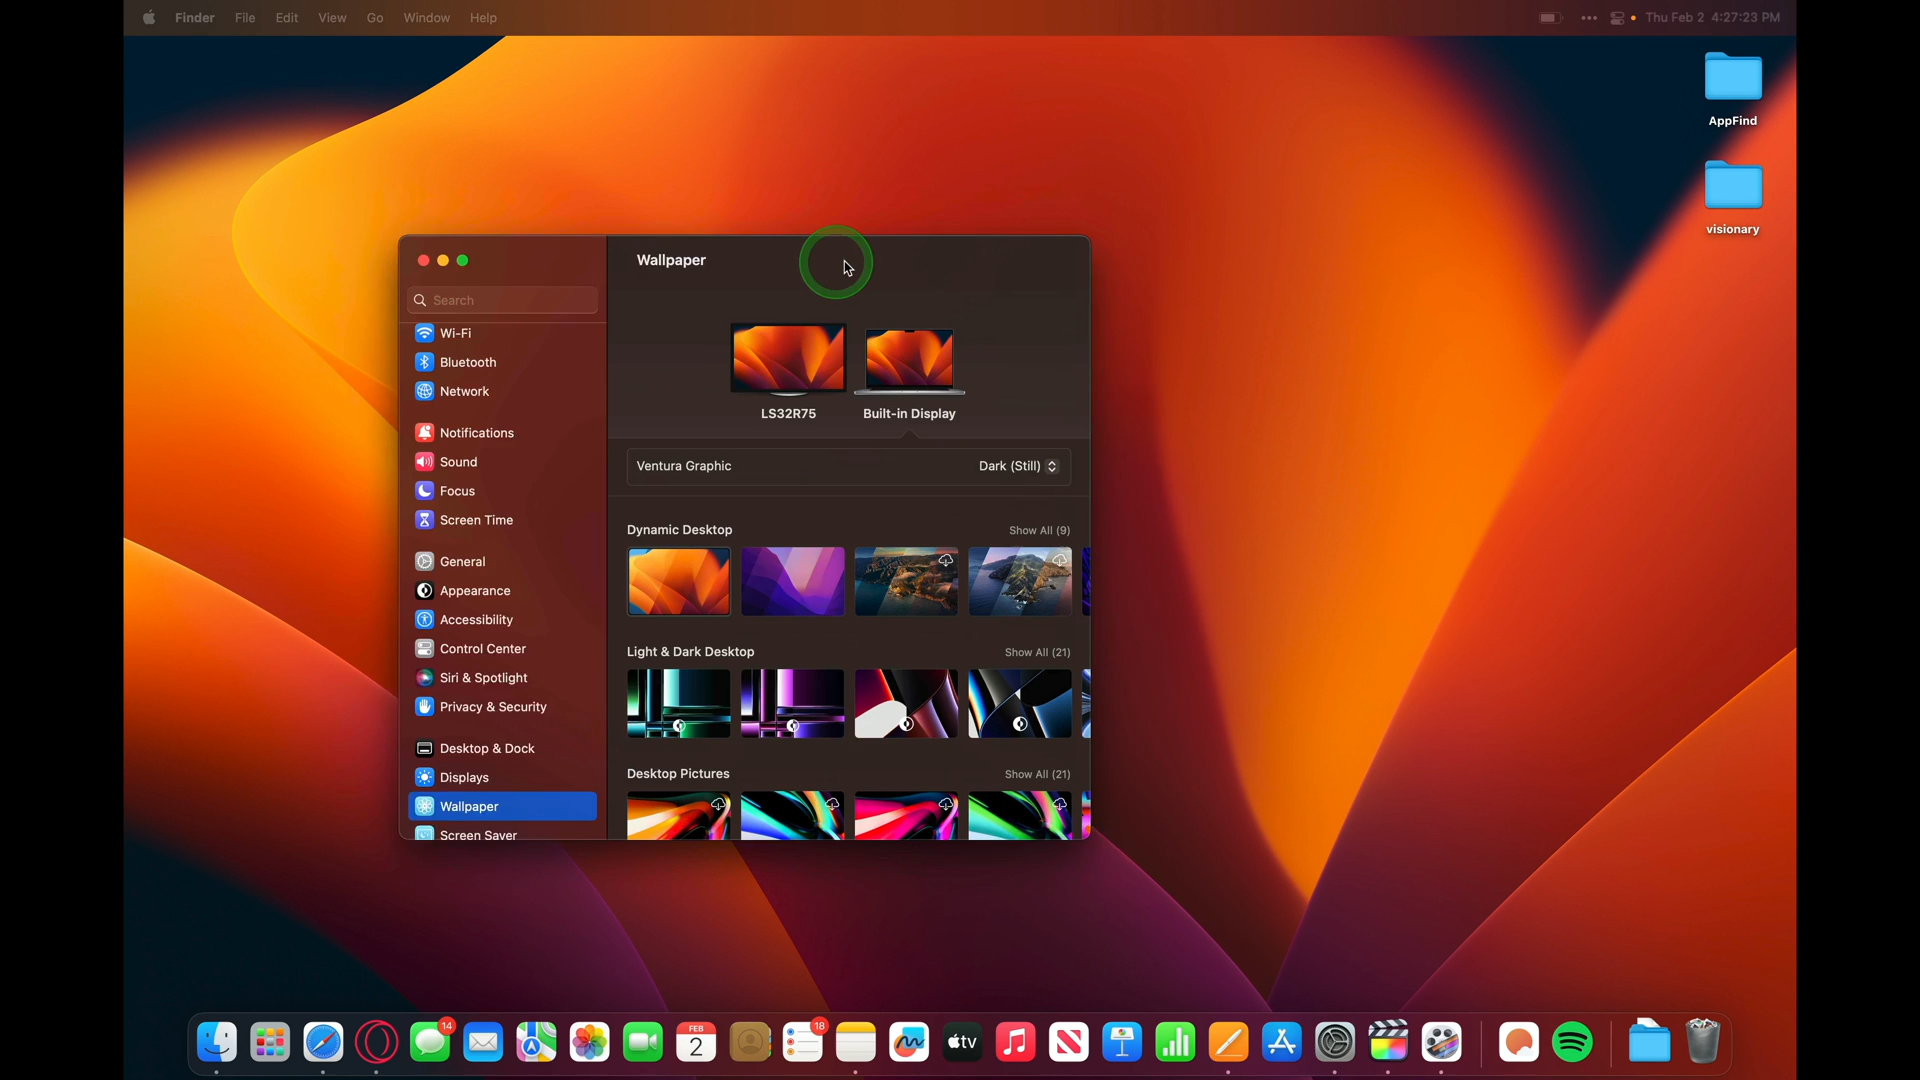 Finder File Edit View Go Window Help
Thu Feb 2 4:27:23 PM
AppFind
visionary
Wallpaper
Search
Wi-Fi
Bluetooth
Network
Notifications
Sound
Focus
Screen Time
General
Appearance
Accessibility
Control Center
Siri & Spotlight
Privacy & Security
Desktop & Dock
Displays
Wallpaper
Screen Saver
LS32R75 Built-in Display
Ventura Graphic Dark (Still)
Dynamic Desktop Show All (9)
Light & Dark Desktop Show All (21)
Desktop Pictures Show All (21)
14
FEB
2
18
tv